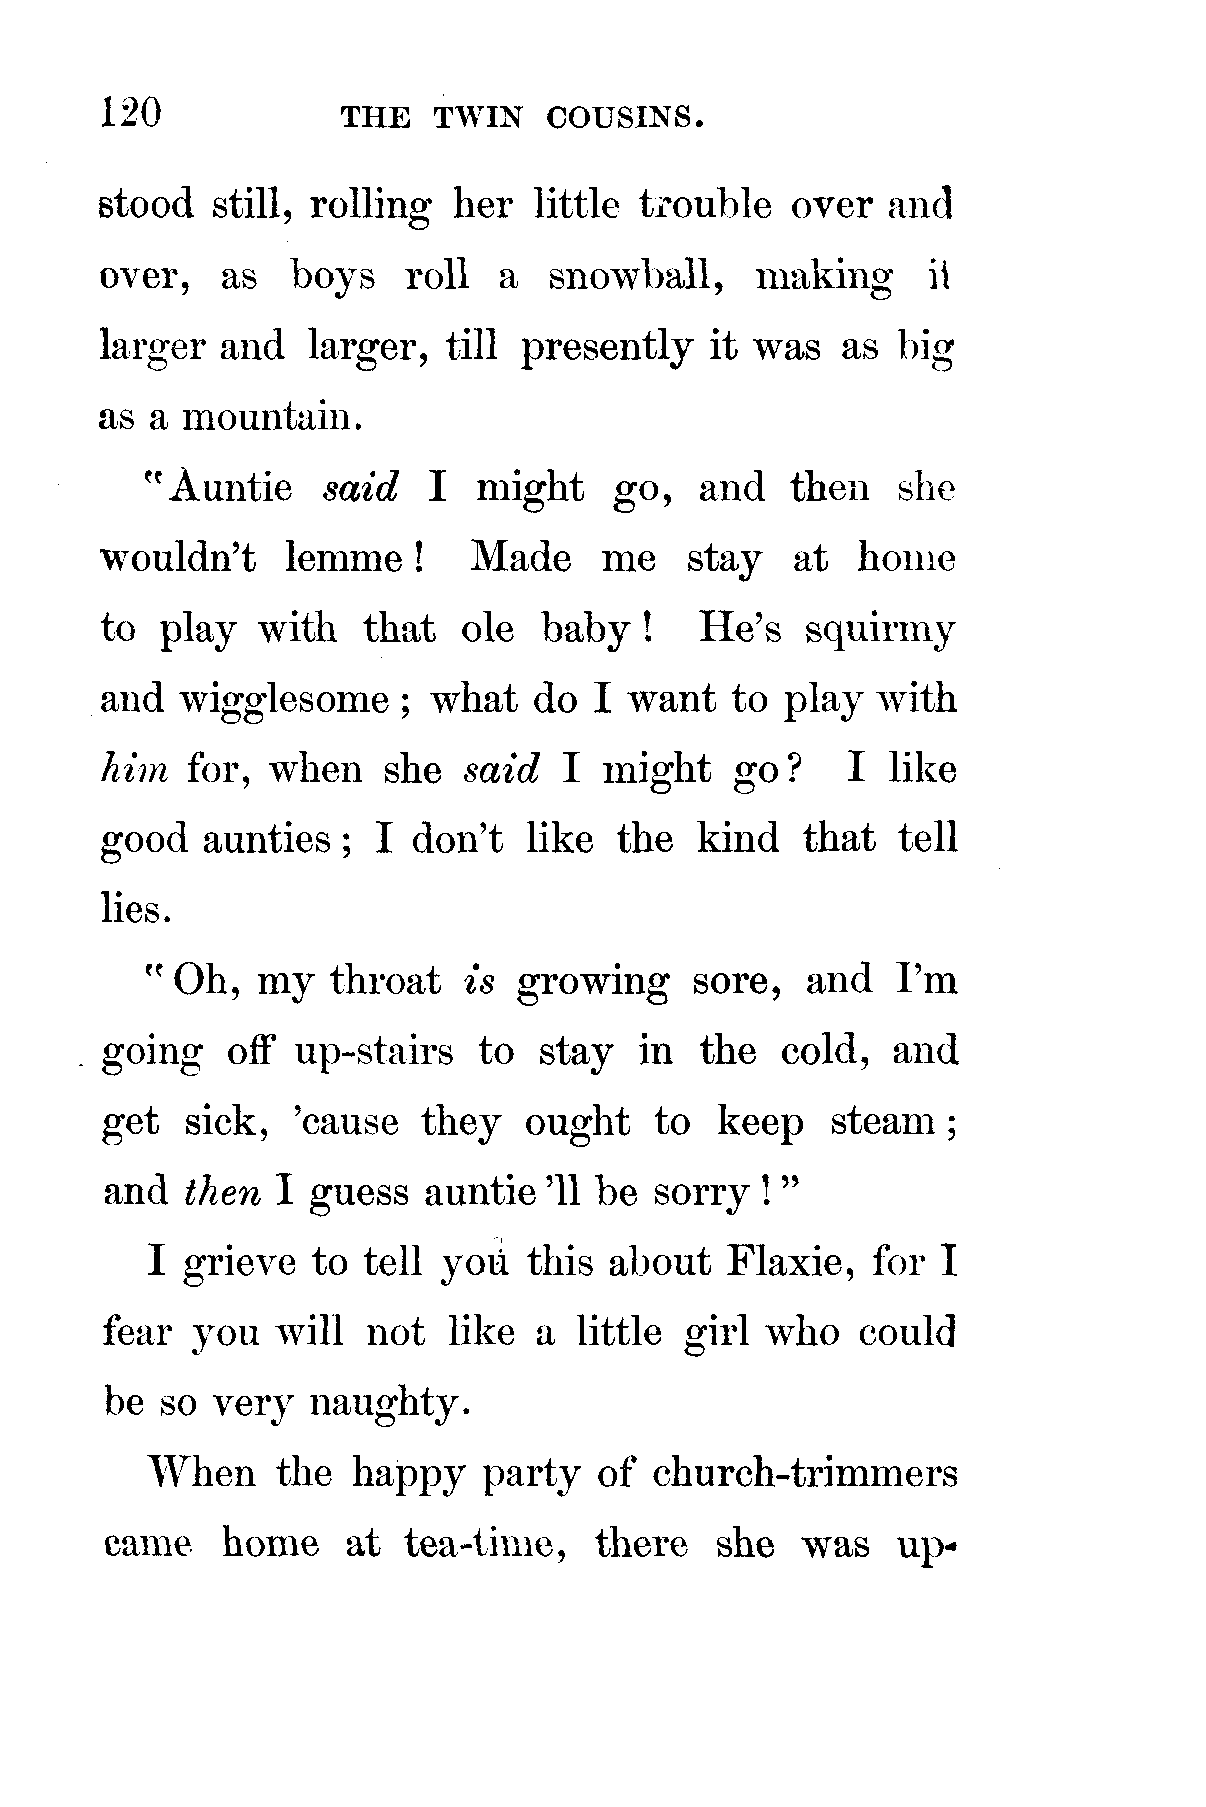 120 THE TWIN COUSINS.
stood still, rolling her little trouble over and
over, as boys roll a snowball, making it
larger and larger, till presently it was as big
as a mountain.
"Auntie said I might go, and then she
wouldn't lemme! Made me stay at home
to play with that ole baby! He's squirmy
and wigglesome; what do I want to play with
him for, when she said I might go? I like
good aunties; I don't like the kind that tell
lies.
"Oh, my throat is growing sore, and I'm
going off up-stairs to stay in the cold, and
get sick, 'cause they ought to keep steam;
and then I guess auntie 'll be sorry!"
I grieve to tell you this about Flaxie, for I
fear you will not like a little girl who could
be so very naughty.
When the happy party of church-trimmers
came home at tea-time, there she was up-